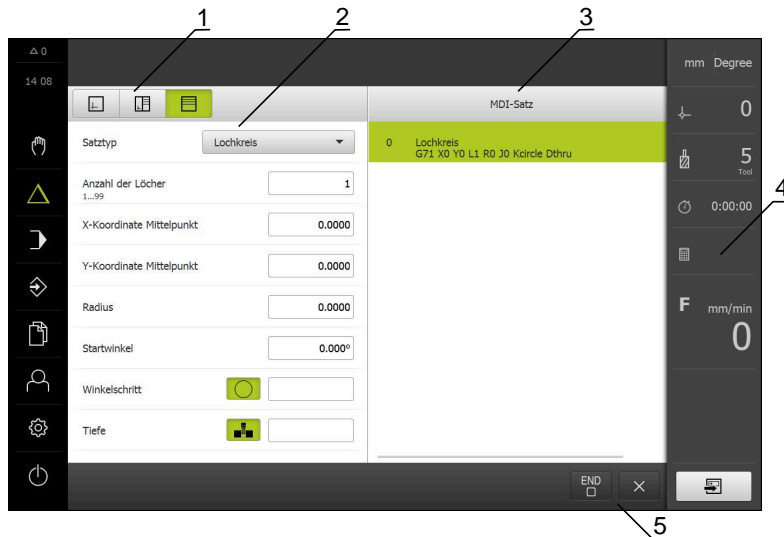 1
2
3
△ 0
14 08
mm Degree
MDI-Satz
0
Satztyp
Lochkreis
0 Lochkreis
G71 X0 Y0 L1 R0 J0 Kcircle Dthru
5
Tool
Anzahl der Löcher
1...99
1
4
0:00:00
X-Koordinate Mittelpunkt
0.0000
Y-Koordinate Mittelpunkt
0.0000
Radius
0.0000
F mm/min
0
Startwinkel
0.000°
Winkelschritt
Tiefe
END
5